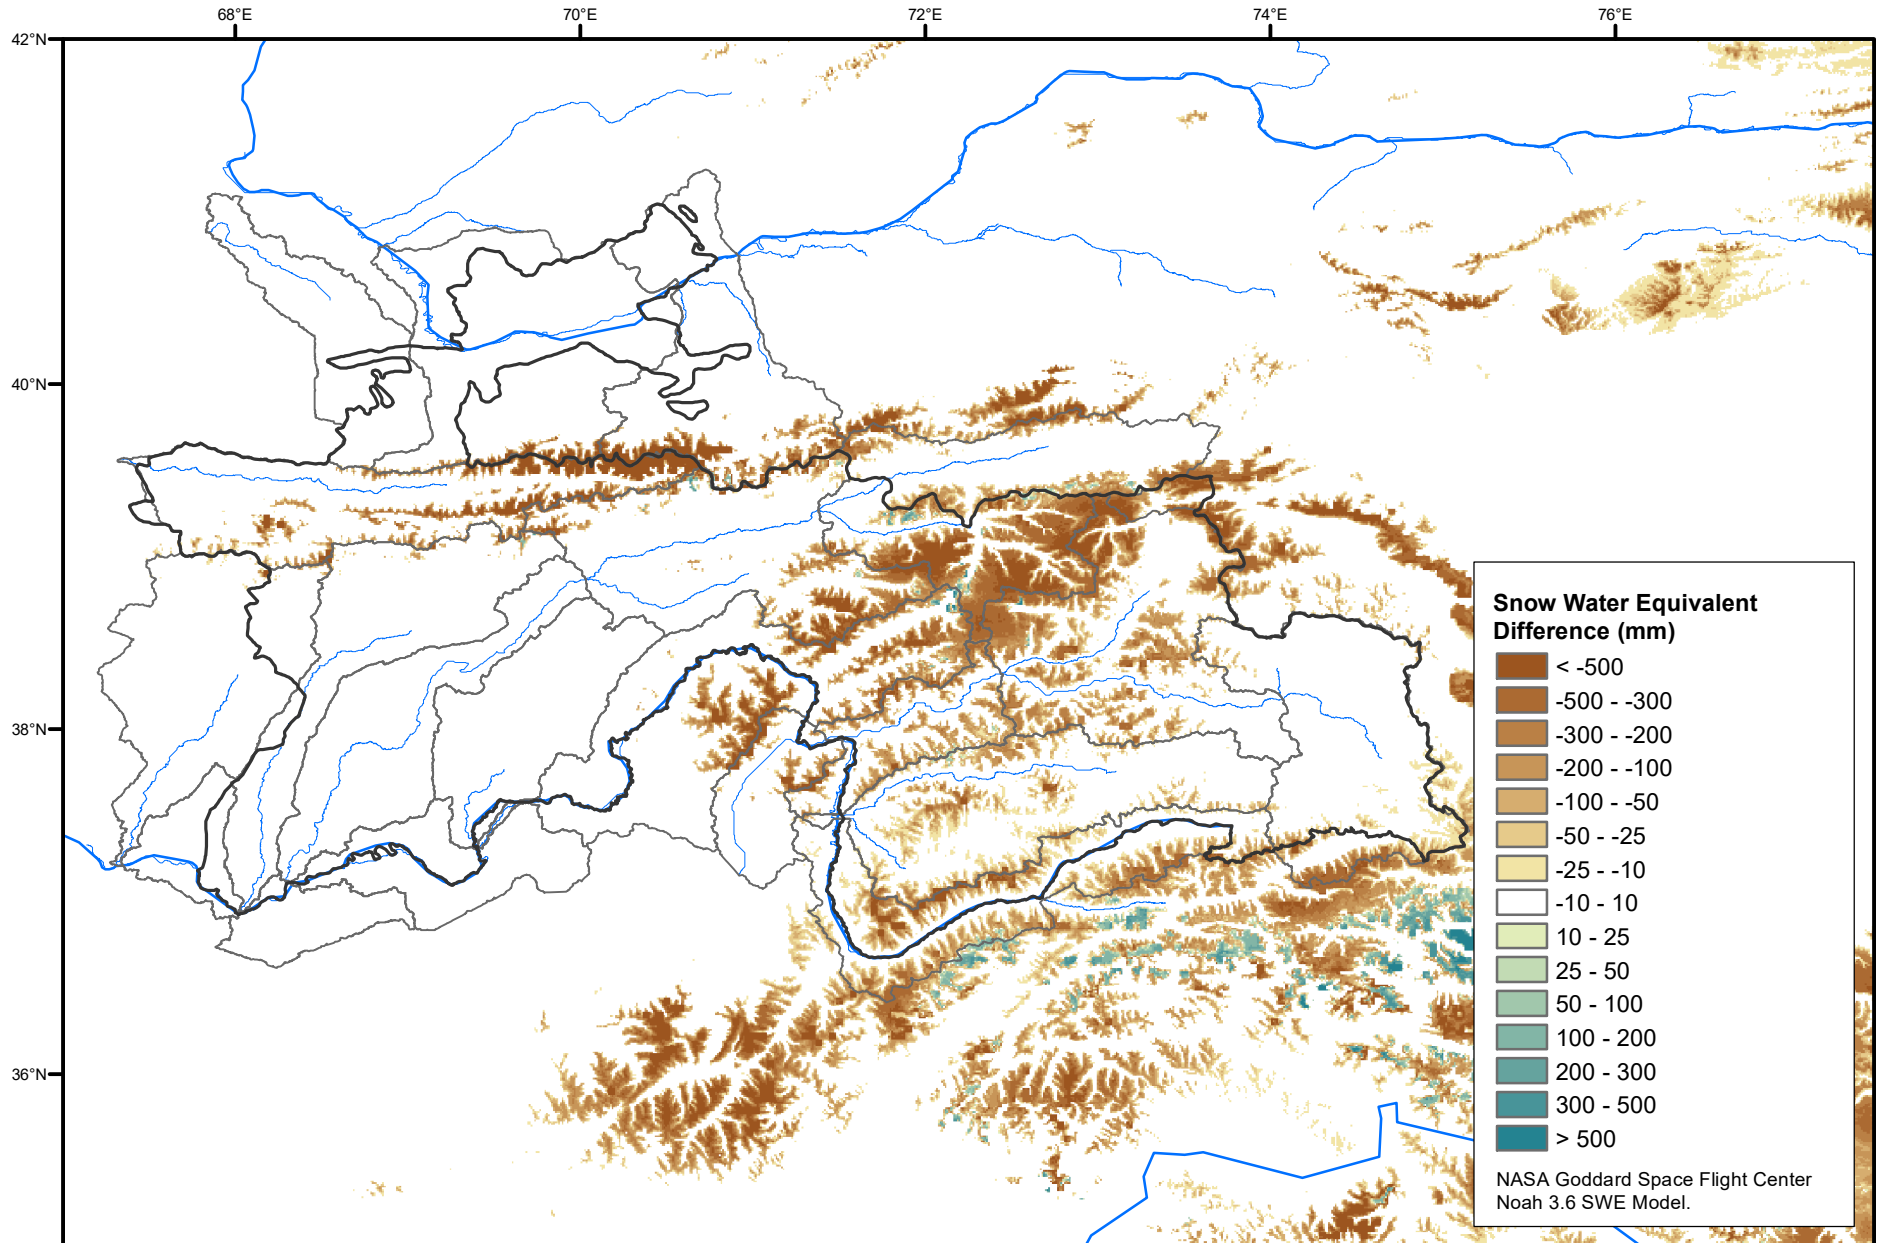 68°E
70°E
72°E
74°E
76°E
42°N
40°N
38°N
36°N
Snow Water Equivalent
Difference (mm)
< -500
-500 - -300
-300 - -200
-200 - -100
-100 - -50
-50 - -25
-25 - -10
-10 - 10
10 - 25
25 - 50
50 - 100
100 - 200
200 - 300
300 - 500
> 500
NASA Goddard Space Flight Center
Noah 3.6 SWE Model.